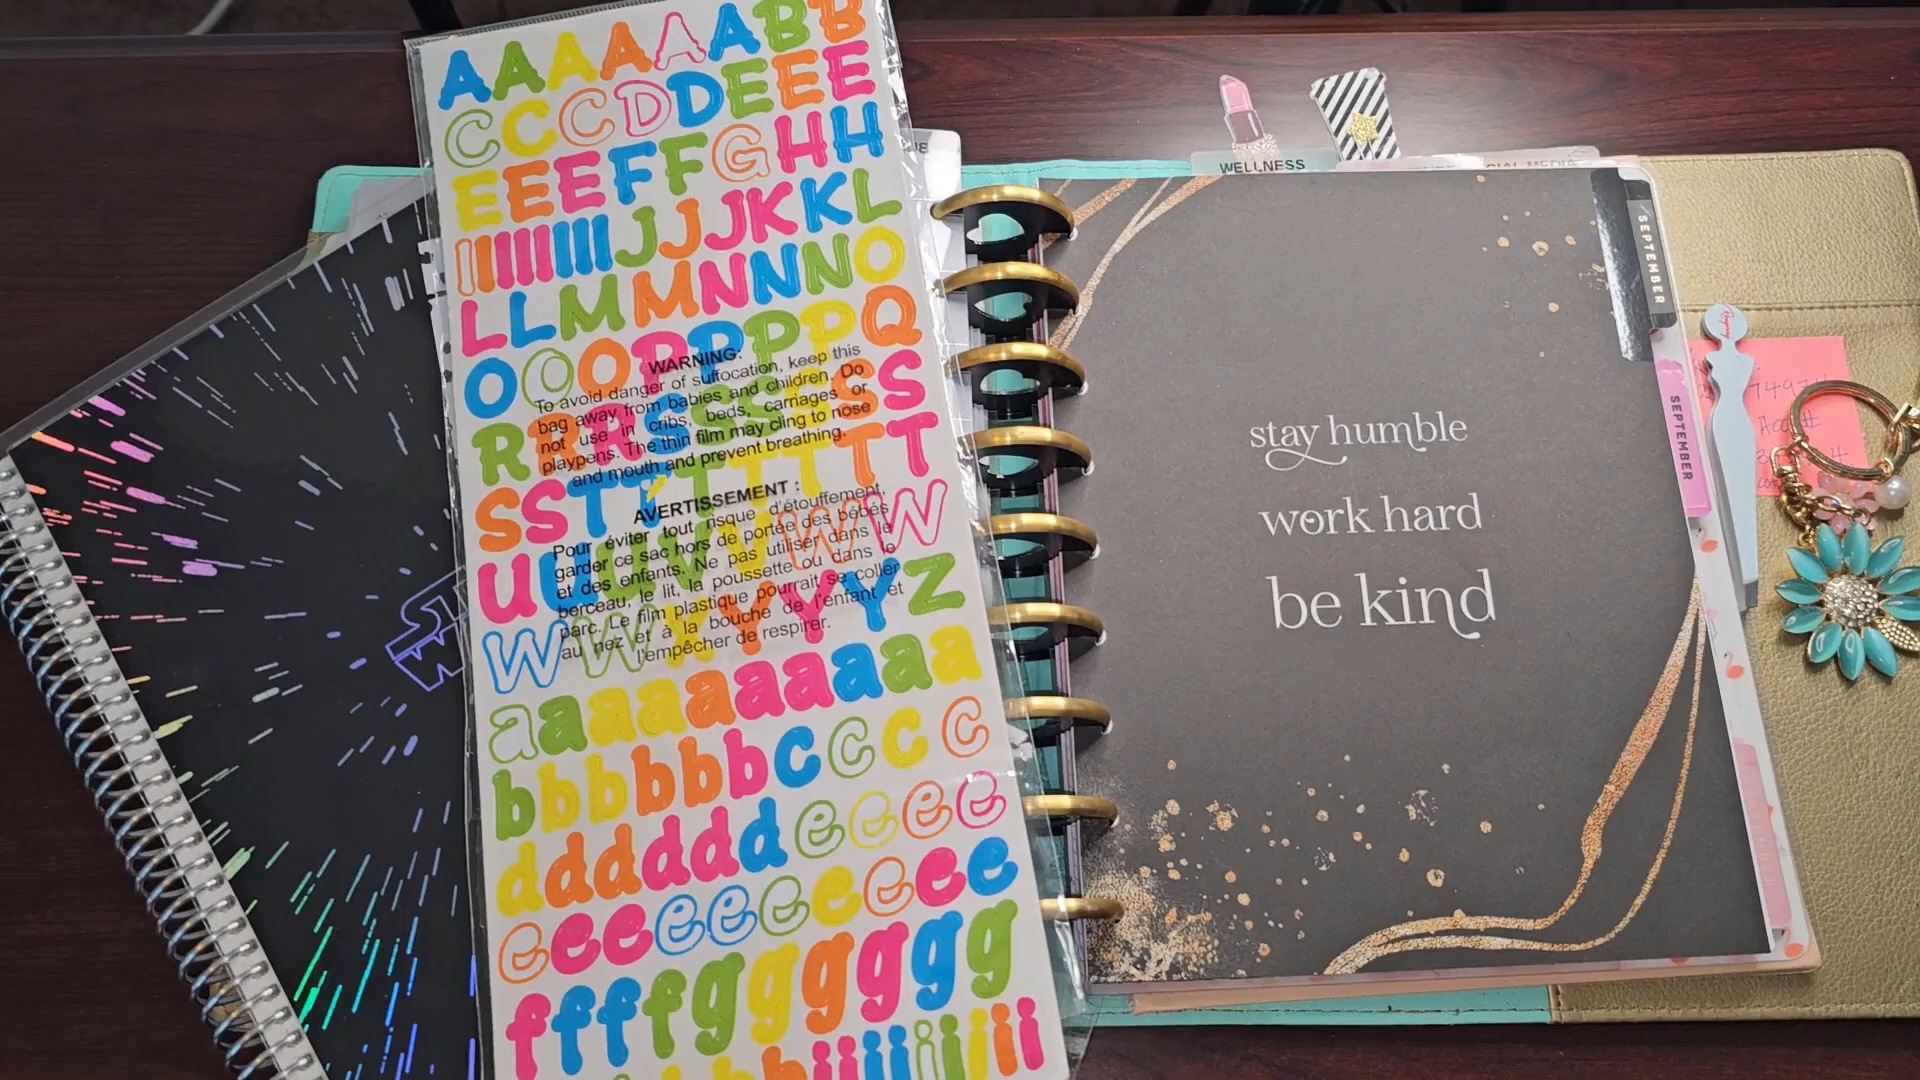 A A A A A A B B
C C C D D E E E
E E E F F G H H
I I I I I I I I J J J K K L
L L M M N N N O
O O O P P P P Q
WARNING:
To avoid danger of suffocation, keep this
bag away from babies and children. Do
not use in cribs, beds, carriages or
playpens. The thin film may cling to nose
and mouth and prevent breathing.
AVERTISSEMENT :
Pour éviter tout risque d'étouffement,
garder ce sac hors de portée des bébés
et des enfants. Ne pas utiliser dans le
berceau, le lit, la poussette ou dans le
parc. Le film plastique pourrait se coller
au nez et à la bouche de l'enfant et
l'empêcher de respirer.
a a a a a a a a a a
b b b b b b c c c c
d d d d d d e e e e
e e e e e e e e e e
f f f f g g g g g g
WELLNESS
SEPTEMBER
SEPTEMBER
stay humble
work hard
be kind